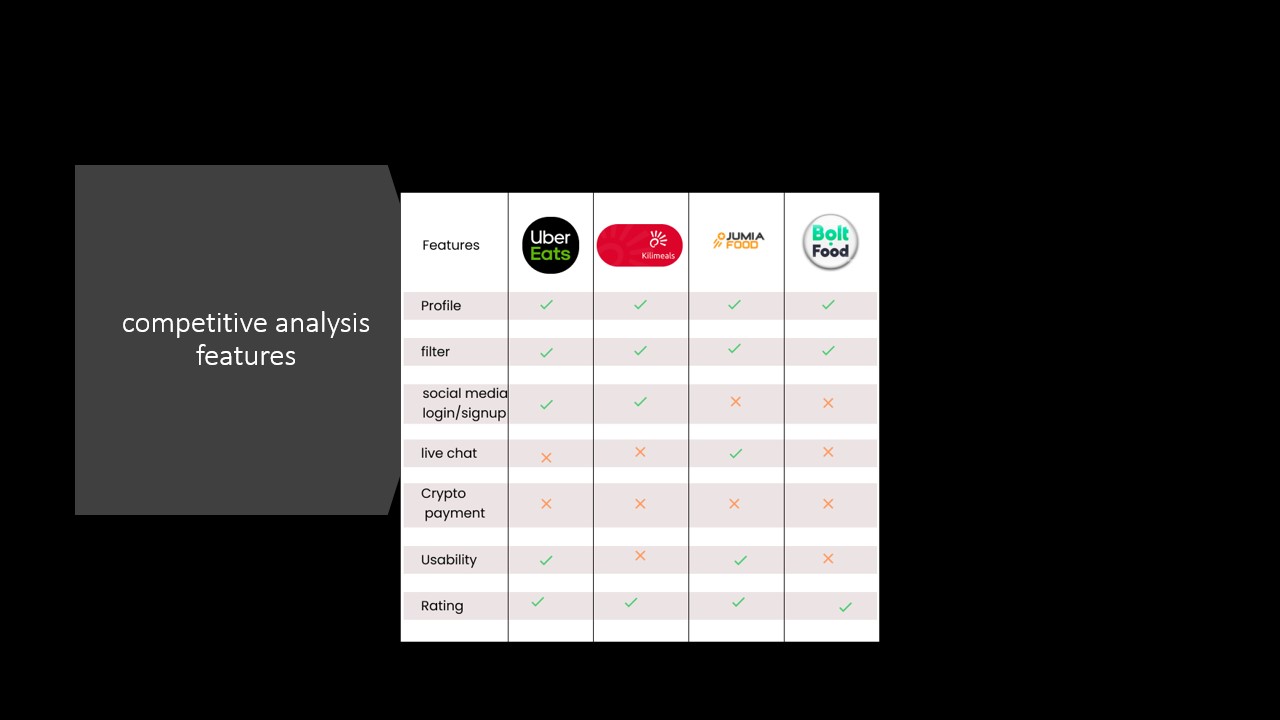 competitive analysis
features
Features
Uber
Eats
Kilimeals
JUMIA
FOOD
Bolt
Food
Profile
filter
social media
login/signup
live chat
Crypto
payment
Usability
Rating